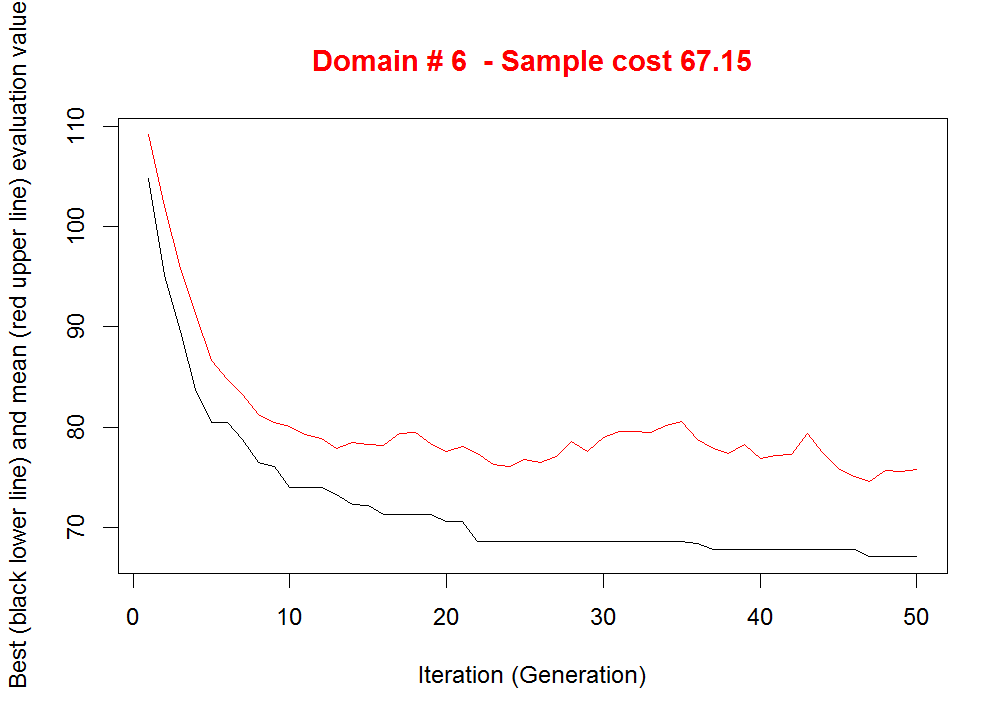 Domain # 6  - Sample cost 67.15
Best (black lower line) and mean (red upper line) evaluation value
110
100
90
80
70
0 10 20 30 40 50
Iteration (Generation)